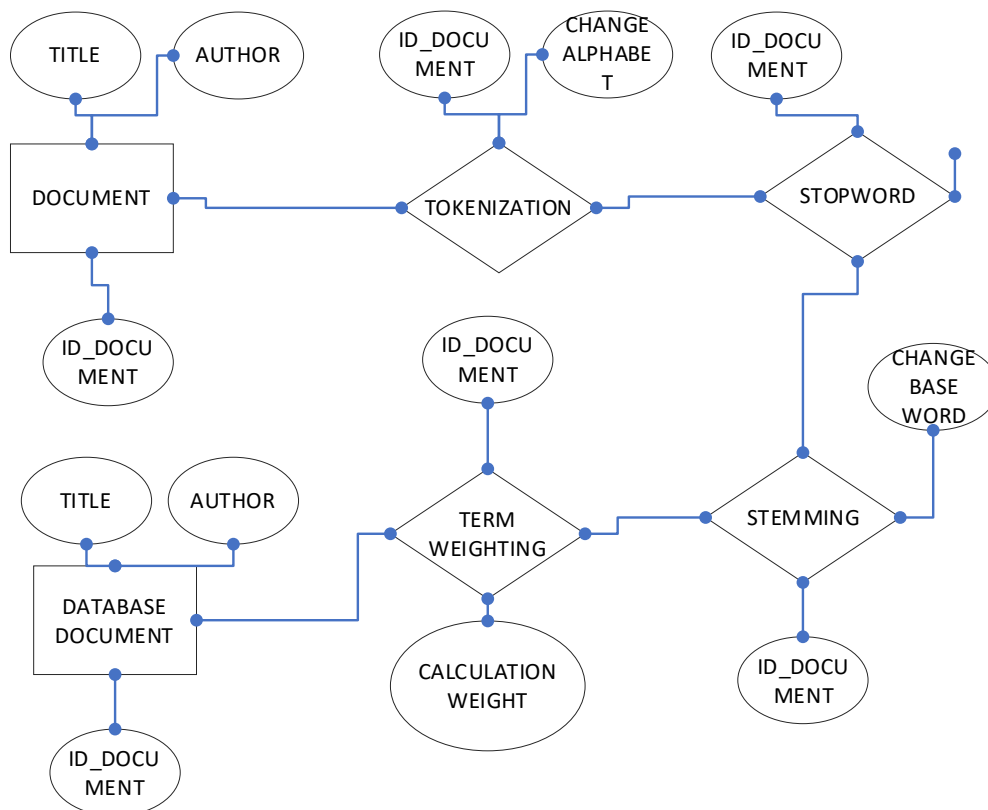 TITLE
AUTHOR
ID_DOCU
MENT
CHANGE
ALPHABE
T
ID_DOCU
MENT
DOCUMENT
TOKENIZATION
STOPWORD
ID_DOCU
MENT
ID_DOCU
MENT
CHANGE
BASE
WORD
TITLE
AUTHOR
TERM
WEIGHTING
STEMMING
DATABASE
DOCUMENT
CALCULATION
WEIGHT
ID_DOCU
MENT
ID_DOCU
MENT